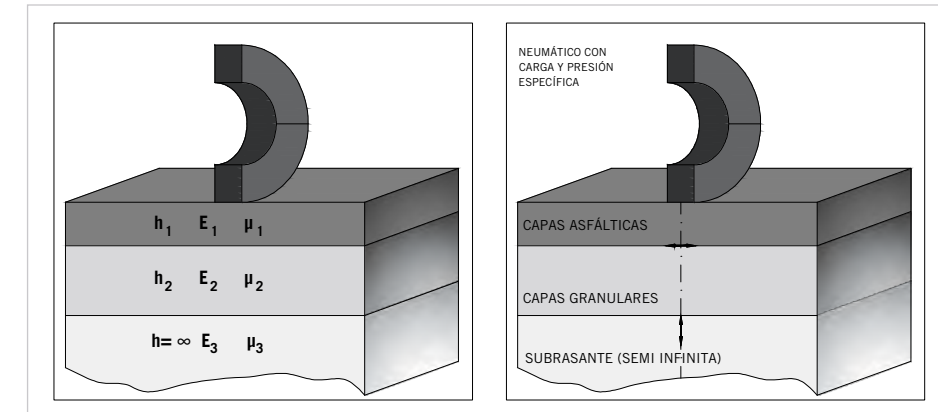 h1 E1 μ1
h2 E2 μ2
h= ∞ E3 μ3
NEUMÁTICO CON
CARGA Y PRESIÓN
ESPECÍFICA
CAPAS ASFÁLTICAS
CAPAS GRANULARES
SUBRASANTE (SEMI INFINITA)